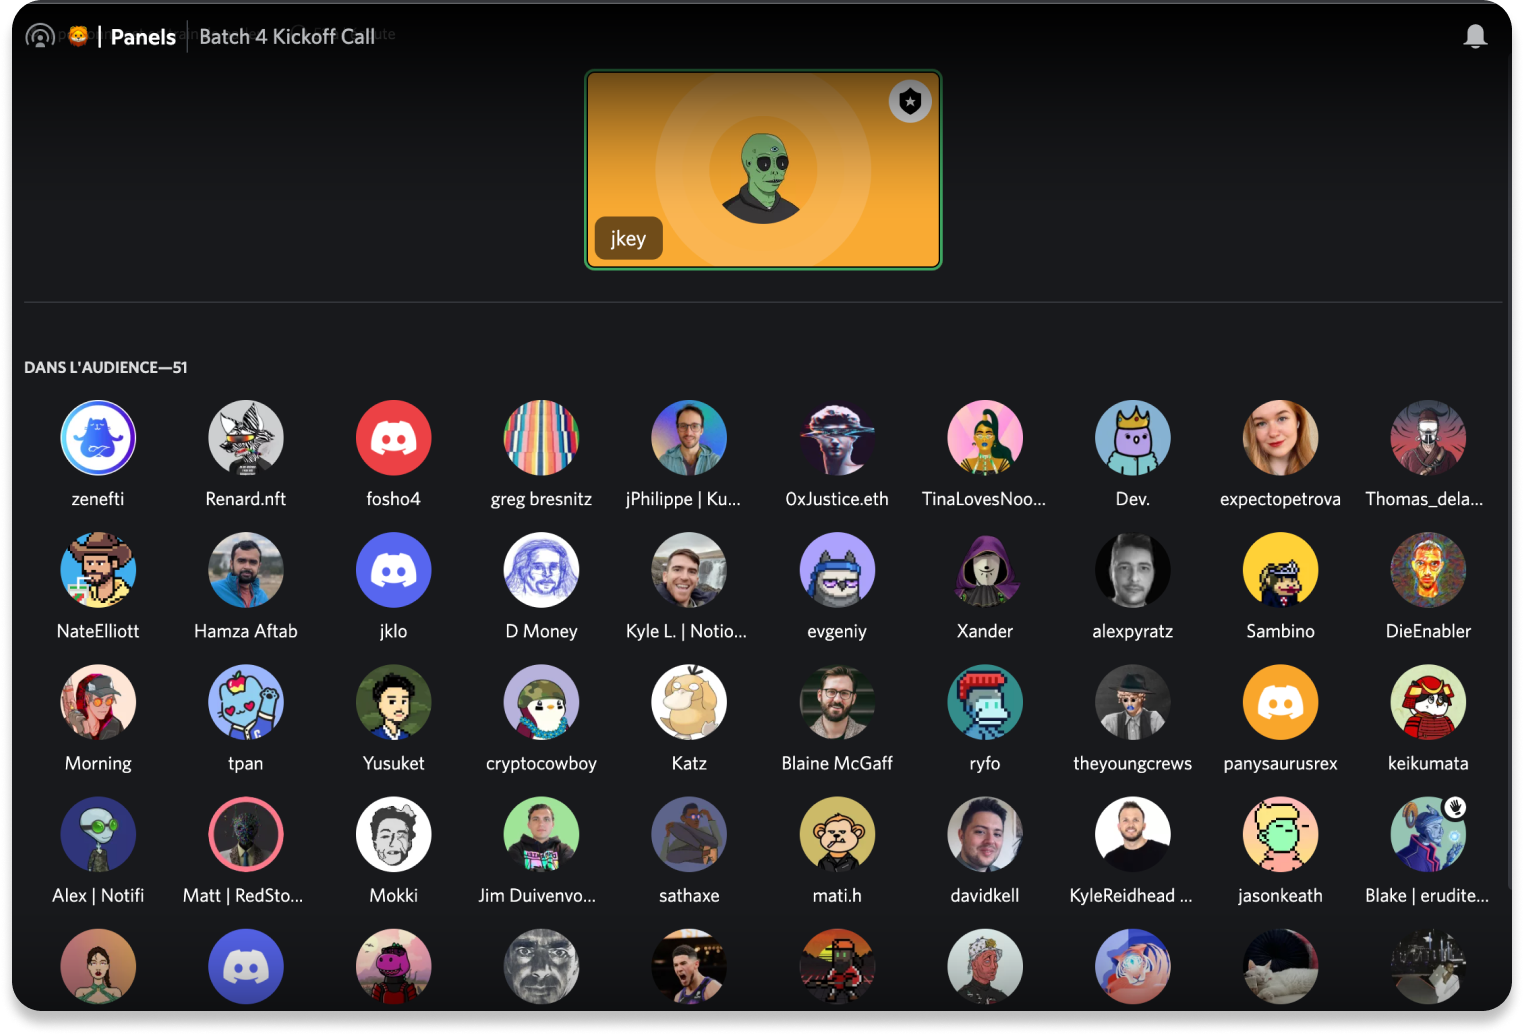 | Panels | Batch 4 Kickoff Call
jkey
DANS L'AUDIENCE—51
zenefti Renard.nft fosho4 greg bresnitz jPhilippe | Ku... 0xJustice.eth TinaLovesNoo... Dev. expectopetrova Thomas_dela...
NateElliott Hamza Aftab jklo D Money Kyle L. | Notio... evgeniy Xander alexpyratz Sambino DieEnabler
Morning tpan Yusuket cryptocowboy Katz Blaine McGaff ryfo theyoungcrews panysaurusrex keikumata
Alex | Notifi Matt | RedSto... Mokki Jim Duivenvo... sathaxe mati.h davidkell KyleReidhead ... jasonkeath Blake | erudite...